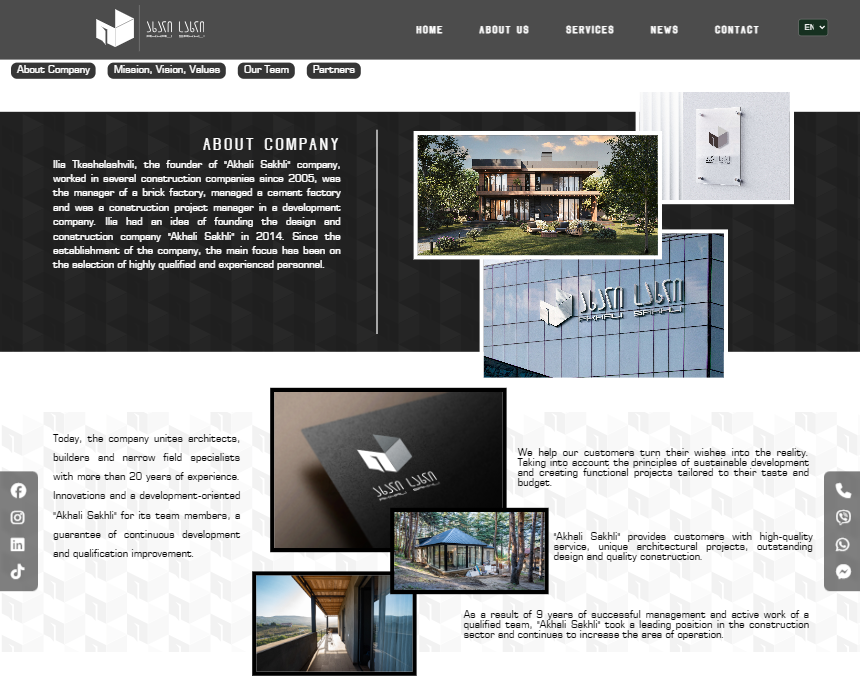 ახალი სახლი
AKHALI SAKHLI
HOME ABOUT US SERVICES NEWS CONTACT EN
About Company Mission, Vision, Values Our Team Partners
ABOUT COMPANY
Ilia Tkeshelashvili, the founder of "Akhali Sakhli" company,
worked in several construction companies since 2005, was
the manager of a brick factory, managed a cement factory
and was a construction project manager in a development
company. Ilia had an idea of founding the design and
construction company "Akhali Sakhli" in 2014. Since the
establishment of the company, the main focus has been on
the selection of highly qualified and experienced personnel.
ახალი სახლი
AKHALI SAKHLI
Today, the company unites architects,
builders and narrow field specialists
with more than 20 years of experience.
Innovations and a development-oriented
"Akhali Sakhli" for its team members, a
guarantee of continuous development
and qualification improvement.
ახალი სახლი
AKHALI SAKHLI
We help our customers turn their wishes into the reality.
Taking into account the principles of sustainable development
and creating functional projects tailored to their taste and
budget.
"Akhali Sakhli" provides customers with high-quality
service, unique architectural projects, outstanding
design and quality construction.
As a result of 9 years of successful management and active work of a
qualified team, "Akhali Sakhli" took a leading position in the construction
sector and continues to increase the area of operation.